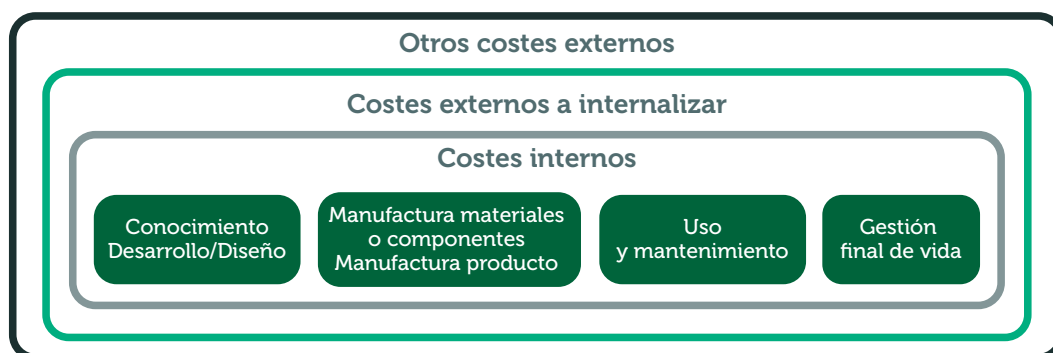 Otros costes externos
Costes externos a internalizar
Costes internos
Conocimiento
Desarrollo/Diseño
Manufactura materiales
o componentes
Manufactura producto
Uso
y mantenimiento
Gestión
final de vida